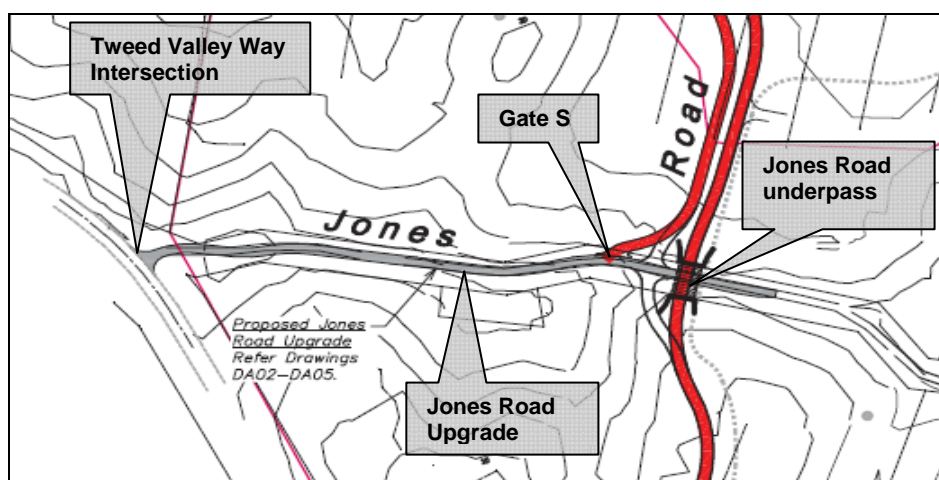 Tweed Valley Way
Intersection
Gate S
Road
Jones Road
underpass
Jones
Proposed Jones
Road Upgrade
Refer Drawings
DA02-DA05.
Jones Road
Upgrade